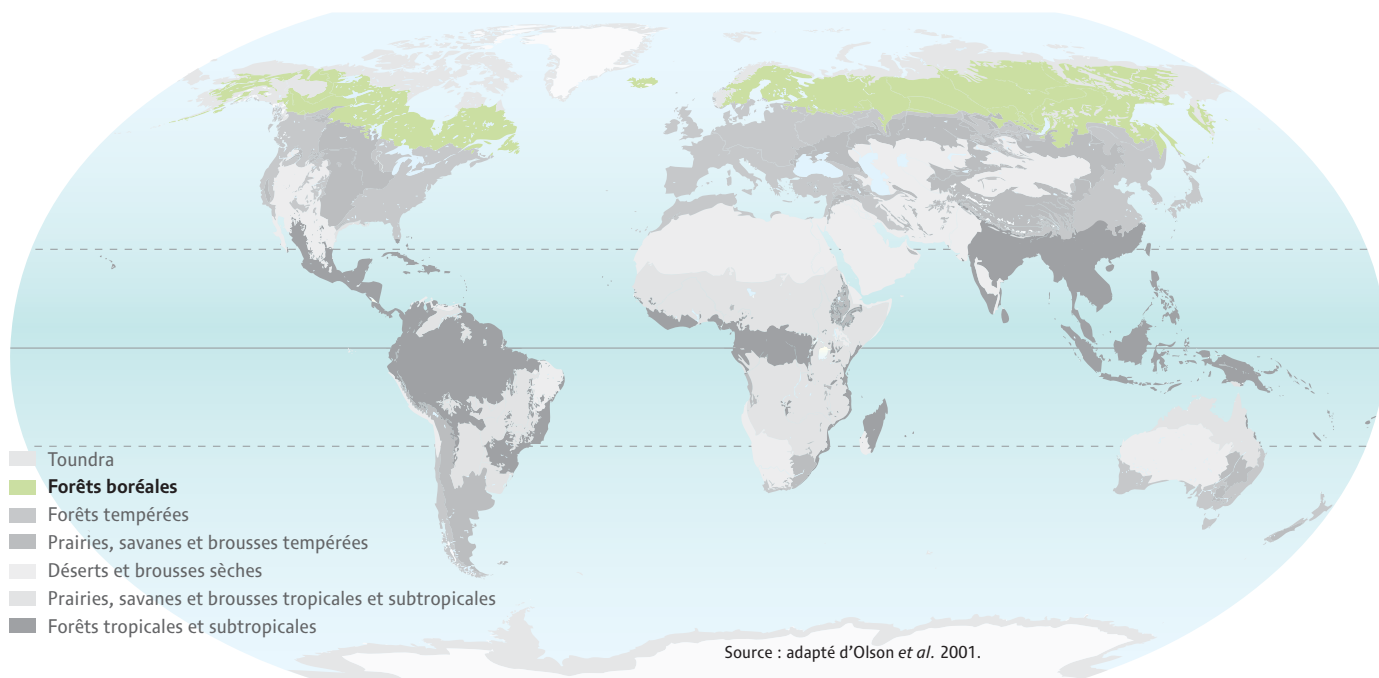 Toundra
Forêts boréales
Forêts tempérées
Prairies, savanes et brousses tempérées
Déserts et brousses sèches
Prairies, savanes et brousses tropicales et subtropicales
Forêts tropicales et subtropicales
Source : adapté d’Olson et al. 2001.